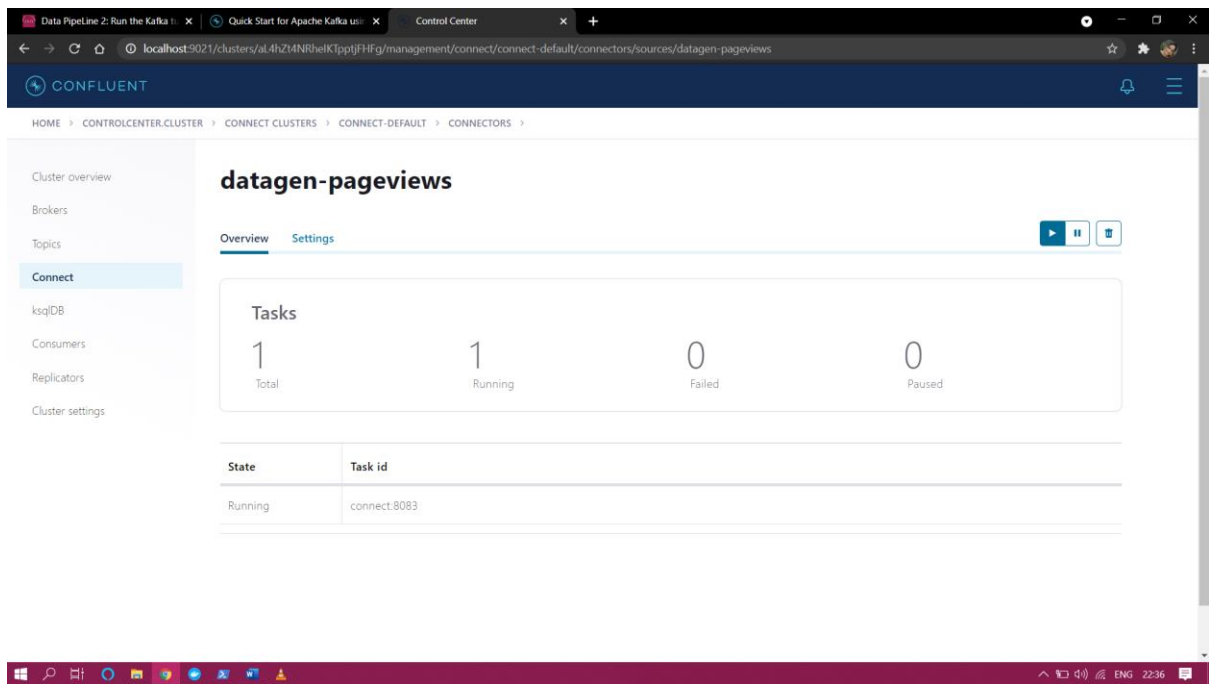 Data PipeLine 2: Run the Kafka t
Quick Start for Apache Kafka usin
Control Center
localhost:9021/clusters/aL4hZt4NRhelKTpptjFHFg/management/connect/connect-default/connectors/sources/datagen-pageviews
CONFLUENT
HOME > CONTROLCENTER.CLUSTER > CONNECT CLUSTERS > CONNECT-DEFAULT > CONNECTORS >
Cluster overview
Brokers
Topics
Connect
ksqlDB
Consumers
Replicators
Cluster settings
datagen-pageviews
Overview Settings
Tasks
1 1 0 0
Total Running Failed Paused
State Task id
Running connect:8083
ENG 22:36